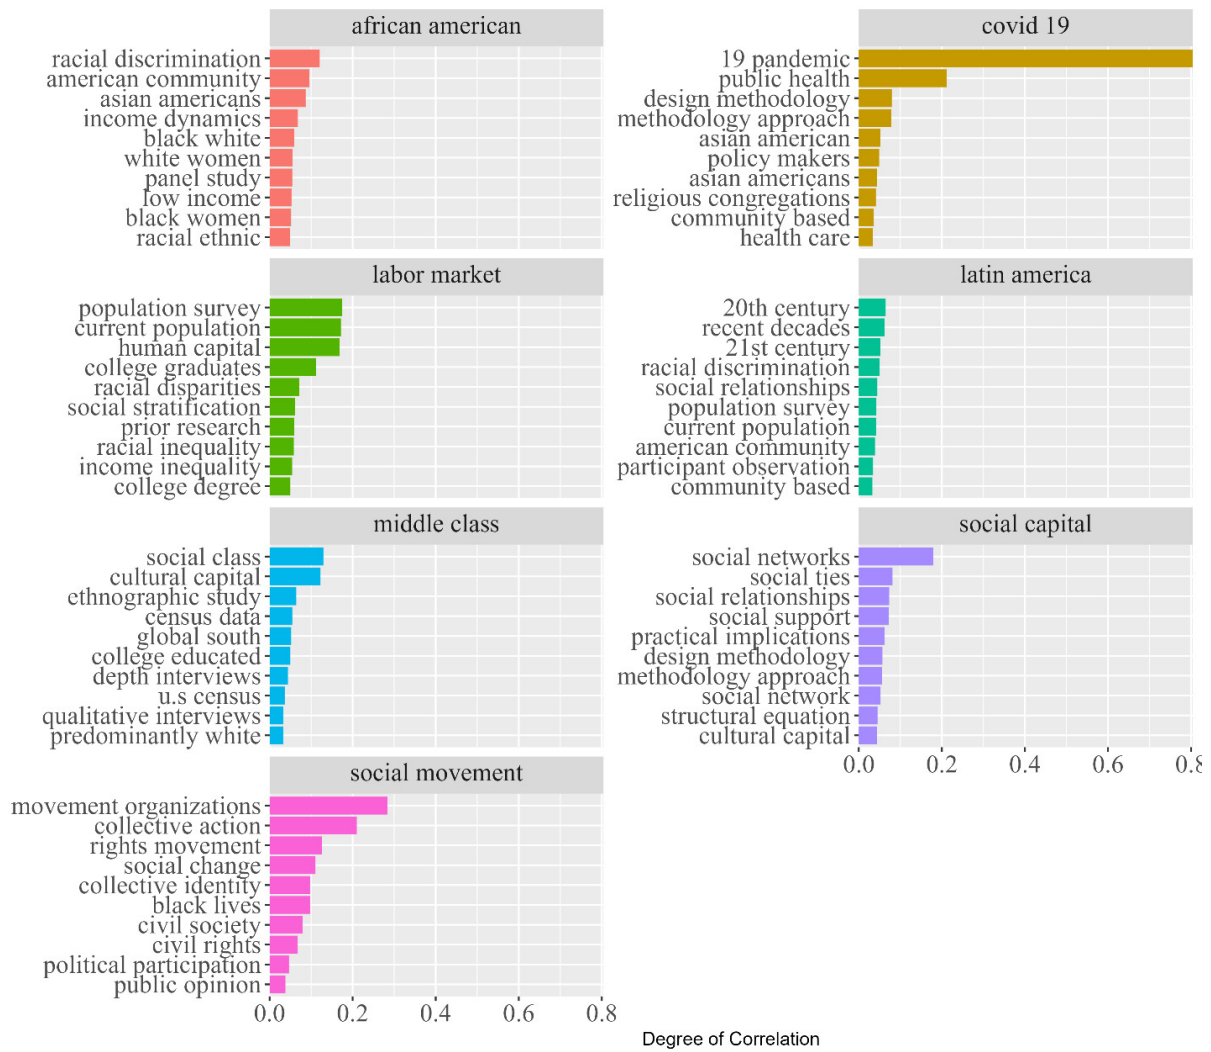 african american
racial discrimination
american community
asian americans
income dynamics
black white
white women
panel study
low income
black women
racial ethnic
covid 19
19 pandemic
public health
design methodology
methodology approach
asian american
policy makers
asian americans
religious congregations
community based
health care
labor market
population survey
current population
human capital
college graduates
racial disparities
social stratification
prior research
racial inequality
income inequality
college degree
latin america
20th century
recent decades
21st century
racial discrimination
social relationships
population survey
current population
american community
participant observation
community based
middle class
social class
cultural capital
ethnographic study
census data
global south
college educated
depth interviews
u.s census
qualitative interviews
predominantly white
social capital
social networks
social ties
social relationships
social support
practical implications
design methodology
methodology approach
social network
structural equation
cultural capital
0.0 0.2 0.4 0.6 0.8
social movement
movement organizations
collective action
rights movement
social change
collective identity
black lives
civil society
civil rights
political participation
public opinion
0.0 0.2 0.4 0.6 0.8
Degree of Correlation